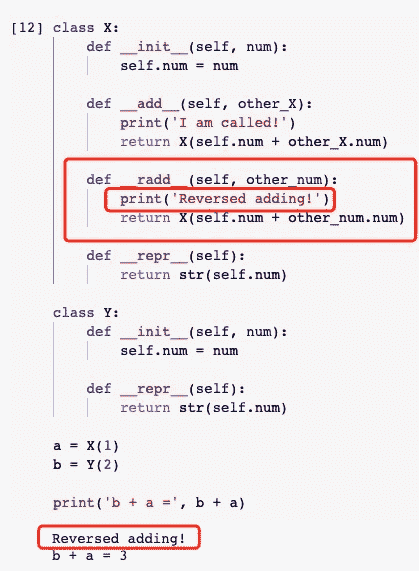 [12] class X:
    def __init__(self, num):
        self.num = num

    def __add__(self, other_X):
        print('I am called!')
        return X(self.num + other_X.num)

    def __radd__(self, other_num):
        print('Reversed adding!')
        return X(self.num + other_num.num)

    def __repr__(self):
        return str(self.num)

class Y:
    def __init__(self, num):
        self.num = num

    def __repr__(self):
        return str(self.num)

a = X(1)
b = Y(2)

print('b + a =', b + a)

Reversed adding!
b + a = 3